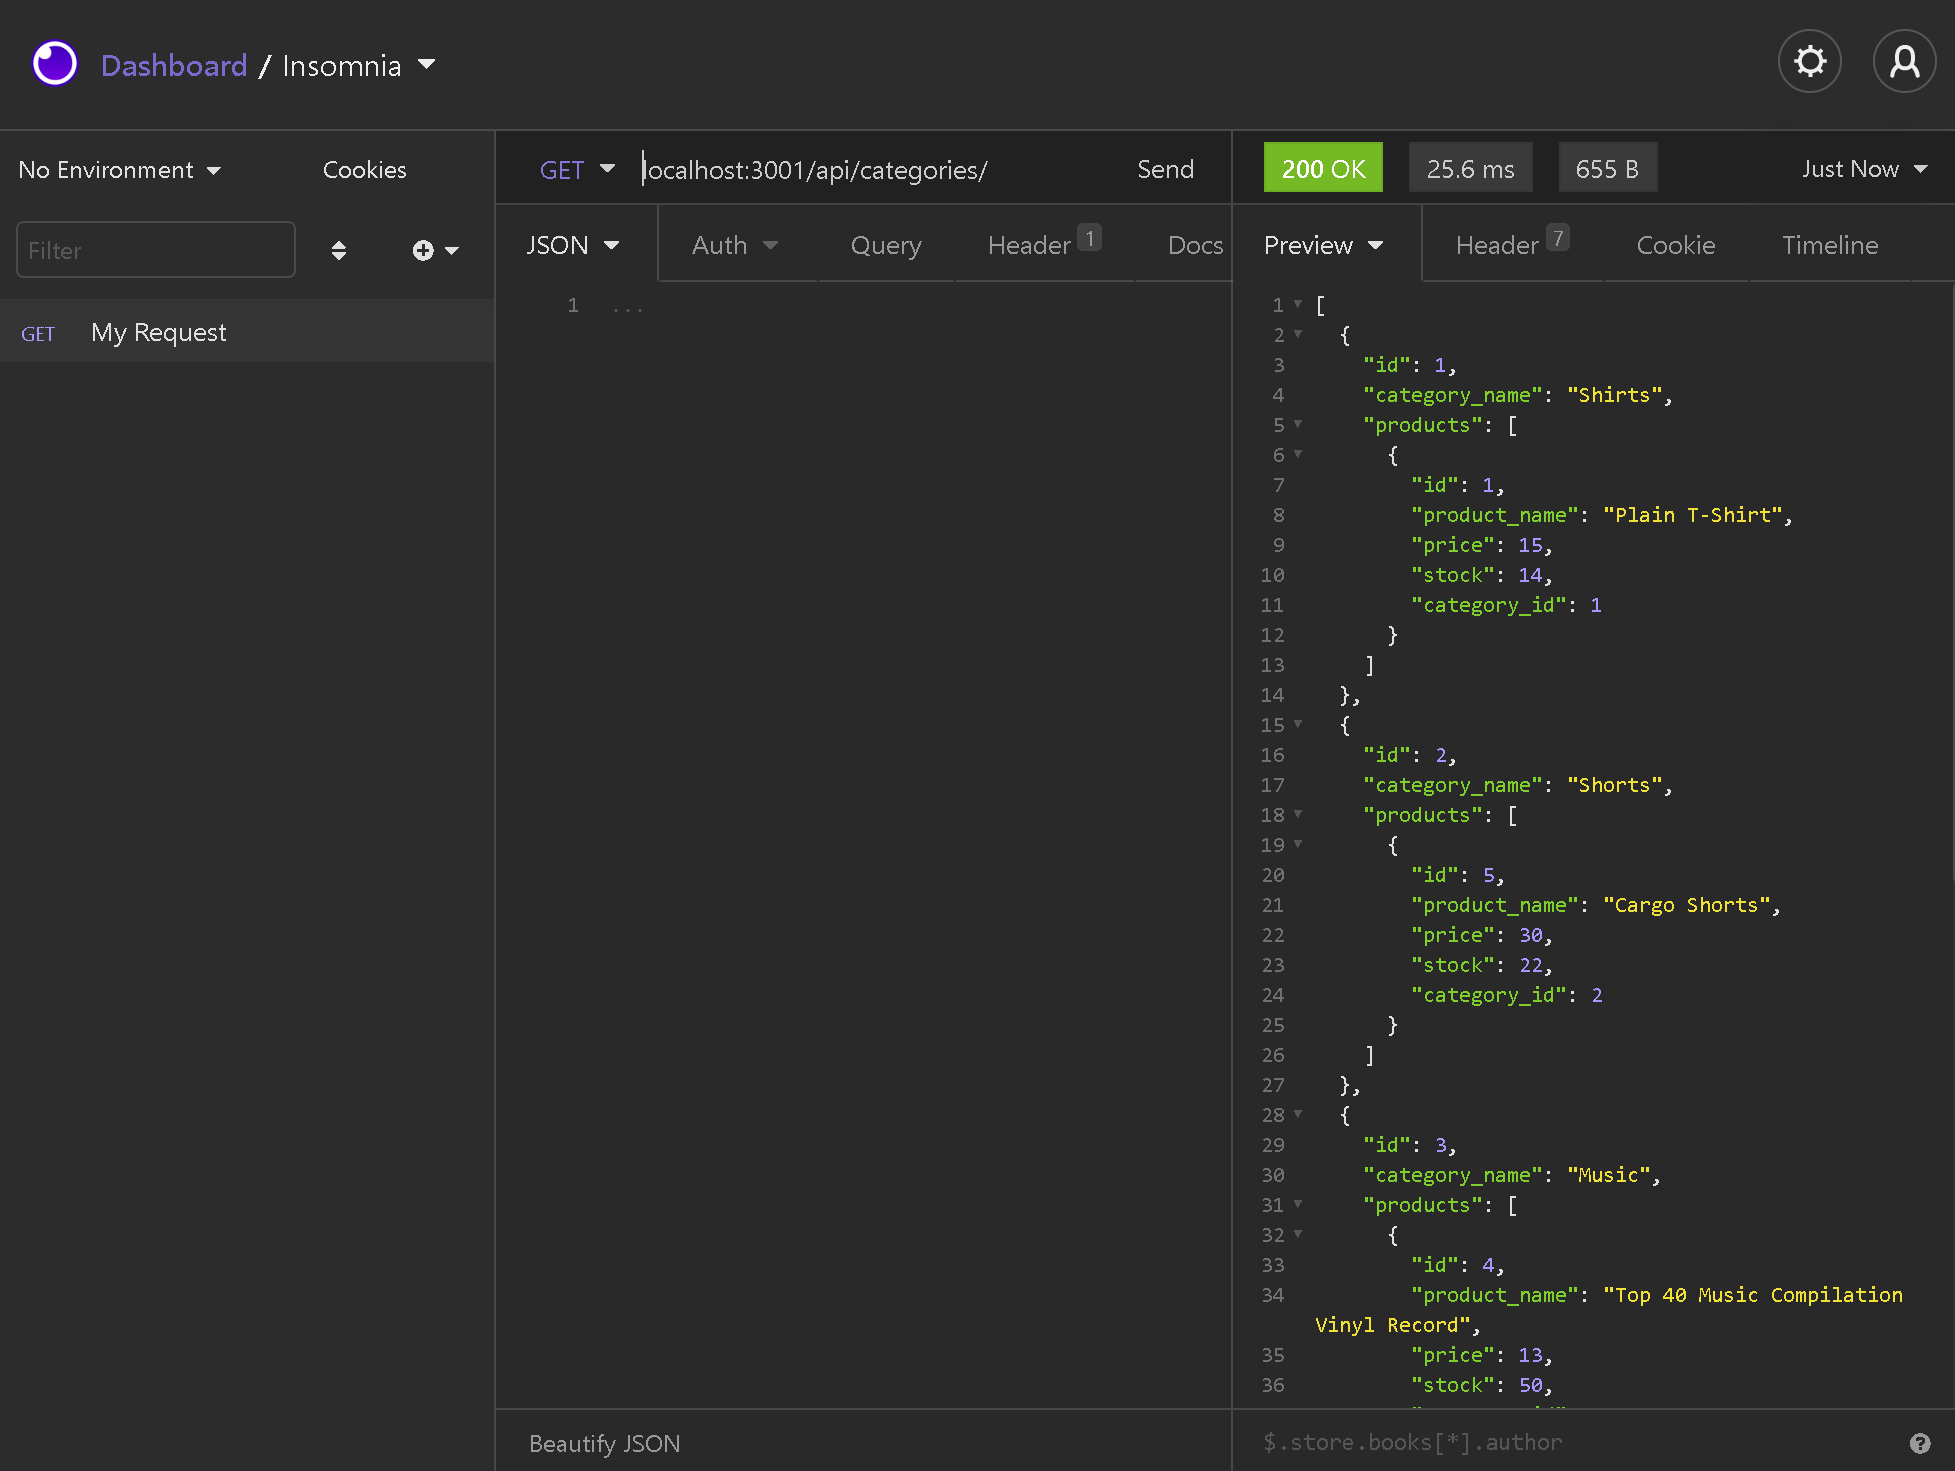 Dashboard / Insomnia
No Environment
Cookies
Filter
GET My Request
GET localhost:3001/api/categories/ Send
JSON Auth Query Header 1 Docs
1 ...
Beautify JSON
200 OK 25.6 ms 655 B Just Now
Preview Header 7 Cookie Timeline
1 [
2 {
3 "id": 1,
4 "category_name": "Shirts",
5 "products": [
6 {
7 "id": 1,
8 "product_name": "Plain T-Shirt",
9 "price": 15,
10 "stock": 14,
11 "category_id": 1
12 }
13 ]
14 },
15 {
16 "id": 2,
17 "category_name": "Shorts",
18 "products": [
19 {
20 "id": 5,
21 "product_name": "Cargo Shorts",
22 "price": 30,
23 "stock": 22,
24 "category_id": 2
25 }
26 ]
27 },
28 {
29 "id": 3,
30 "category_name": "Music",
31 "products": [
32 {
33 "id": 4,
34 "product_name": "Top 40 Music Compilation
Vinyl Record",
35 "price": 13,
36 "stock": 50,
$.store.books[*].author